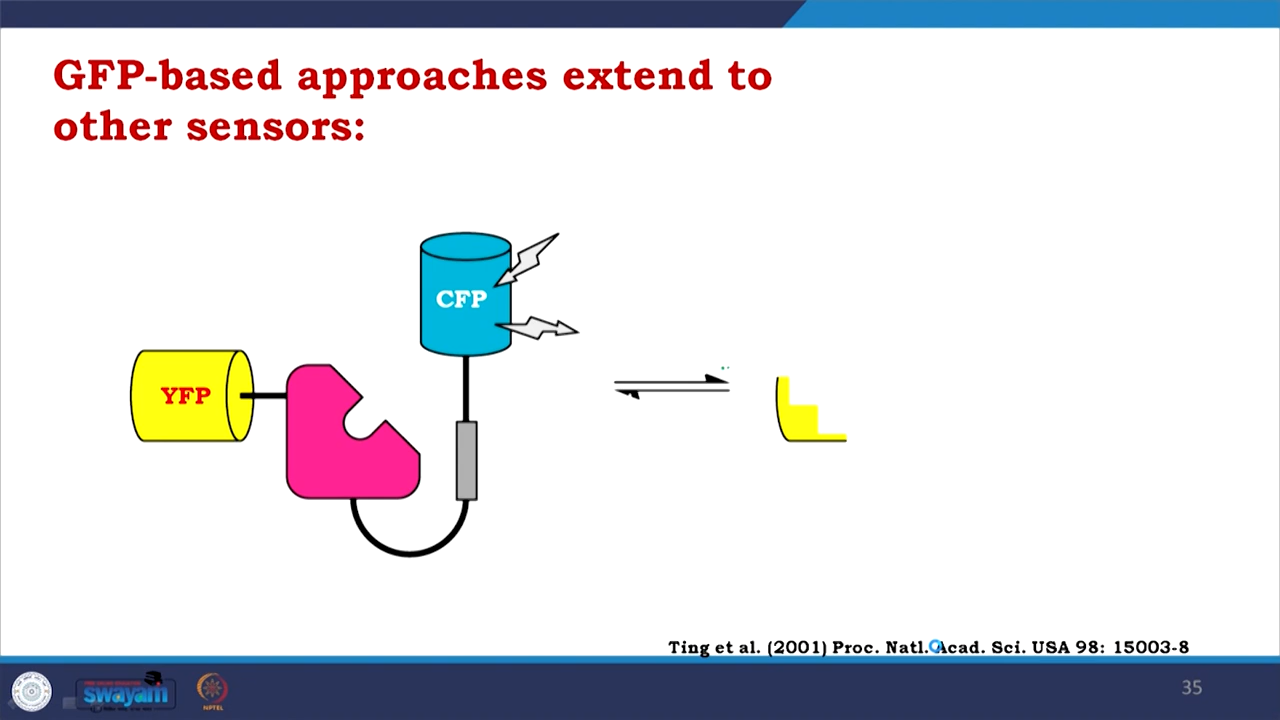 GFP-based approaches extend to
other sensors:
CFP
YFP
Ting et al. (2001) Proc. Natl. Acad. Sci. USA 98: 15003-8
swayam
NPTEL
35